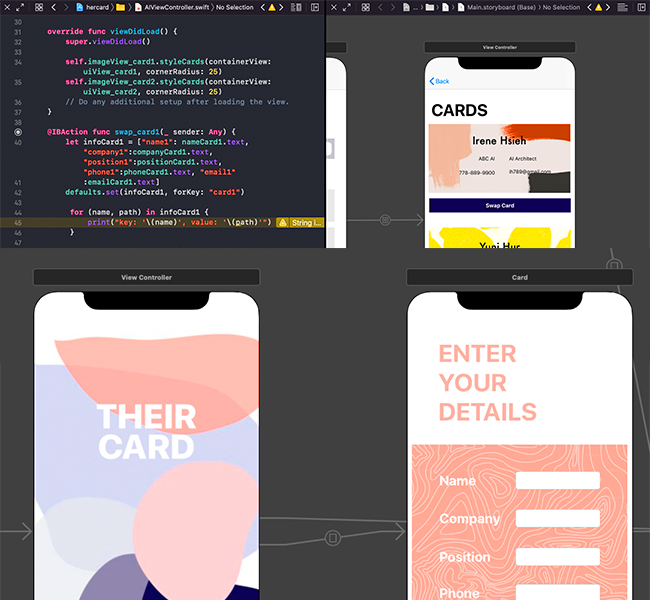 hercard > AIViewController.swift > No Selection
30
31 override func viewDidLoad() {
32 super.viewDidLoad()
33
34 self.imageView_card1.styleCards(containerView:
uiView_card1, cornerRadius: 25)
35 self.imageView_card2.styleCards(containerView:
uiView_card2, cornerRadius: 25)
36 // Do any additional setup after loading the view.
37 }
38
@IBAction func swap_card1(_ sender: Any) {
40 let infoCard1 = ["name1": nameCard1.text,
"company1":companyCard1.text,
"position1":positionCard1.text,
"phone1":phoneCard1.text, "email1"
41 :emailCard1.text]
42 defaults.set(infoCard1, forKey: "card1")
43
44 for (name, path) in infoCard1 {
45 print("key: '\(name)', value: '\(path)'") String i...
46 }
47
Main.storyboard (Base) > No Selection
View Controller
Back
CARDS
Irene Hsieh
ABC AI AI Architect
778-889-9900 ih789@gmail.com
Swap Card
Yuni Hur
View Controller
THEIR
CARD
Card
ENTER
YOUR
DETAILS
Name
Company
Position
Phone